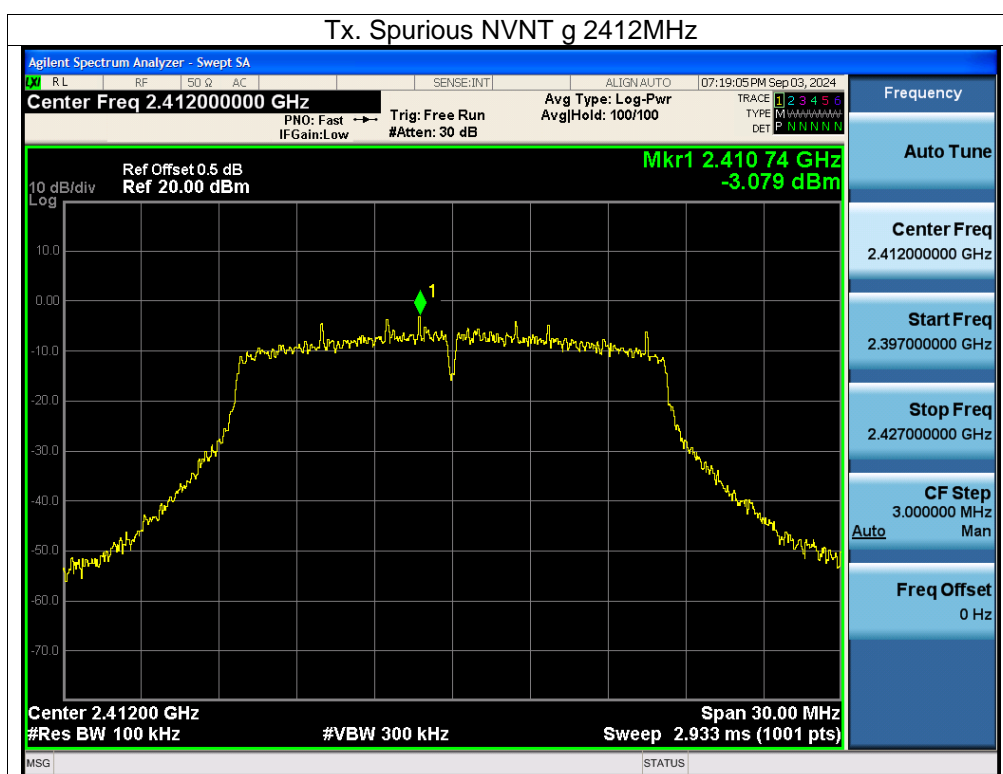 Tx. Spurious NVNT g 2412MHz
Agilent Spectrum Analyzer - Swept SA
LXI RL RF 50 Ω AC SENSE:INT ALIGN AUTO 07:19:05 PM Sep 03, 2024
Center Freq 2.412000000 GHz
PNO: Fast
IFGain:Low
Trig: Free Run
#Atten: 30 dB
Avg Type: Log-Pwr
Avg|Hold: 100/100
TRACE 1 2 3 4 5 6
TYPE M
DET P N N N N N
Ref Offset 0.5 dB
10 dB/div Ref 20.00 dBm
Log
Mkr1 2.410 74 GHz
-3.079 dBm
10.0
0.00
-10.0
-20.0
-30.0
-40.0
-50.0
-60.0
-70.0
1
Center 2.41200 GHz Span 30.00 MHz
#Res BW 100 kHz #VBW 300 kHz Sweep 2.933 ms (1001 pts)
MSG STATUS
Frequency
Auto Tune
Center Freq
2.412000000 GHz
Start Freq
2.397000000 GHz
Stop Freq
2.427000000 GHz
CF Step
3.000000 MHz
Auto Man
Freq Offset
0 Hz